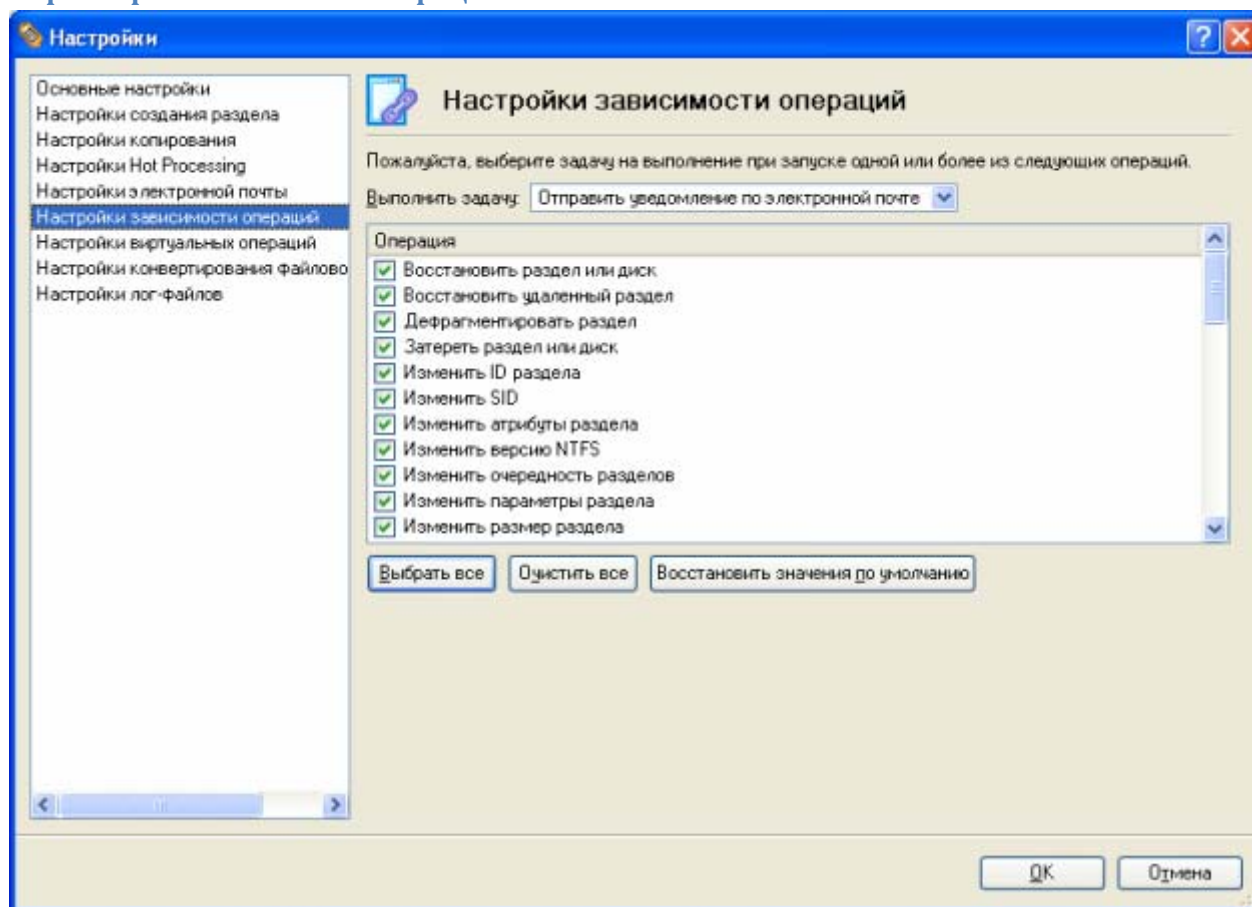 Настройки
Основные настройки
Настройки создания раздела
Настройки копирования
Настройки Hot Processing
Настройки электронной почты
Настройки зависимости операций
Настройки виртуальных операций
Настройки конвертирования файлово
Настройки лог-файлов
Настройки зависимости операций
Пожалуйста, выберите задачу на выполнение при запуске одной или более из следующих операций.
Выполнить задачу: Отправить уведомление по электронной почте
Операция
Восстановить раздел или диск
Восстановить удаленный раздел
Дефрагментировать раздел
Затереть раздел или диск
Изменить ID раздела
Изменить SID
Изменить атрибуты раздела
Изменить версию NTFS
Изменить очередность разделов
Изменить параметры раздела
Изменить размер раздела
Выбрать все Очистить все Восстановить значения по умолчанию
OK Отмена